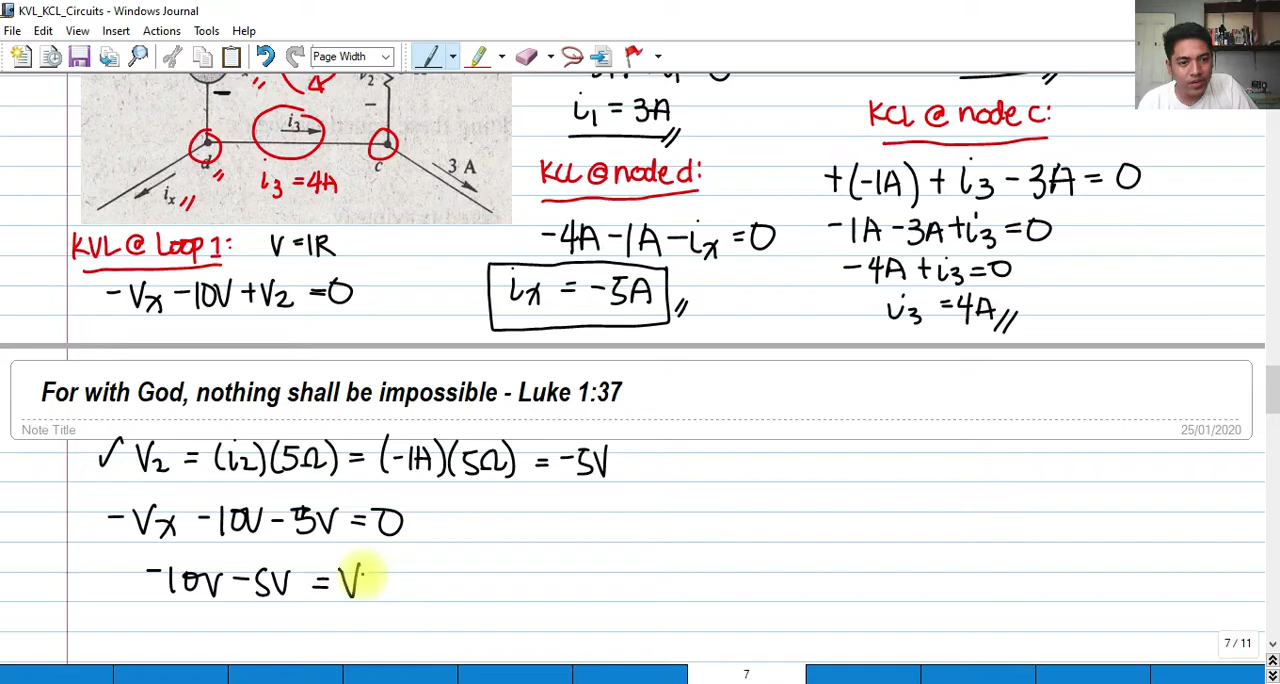 KVL_KCL_Circuits - Windows Journal
File Edit View Insert Actions Tools Help
Page Width
V2
i3
d
c
3 A
ix
i3 = 4A
i1 = 3A
KCL @ node d:
-4A - 1A - ix = 0
ix = -5A
KCL @ node c:
+(-1A) + i3 - 3A = 0
-1A - 3A + i3 = 0
-4A + i3 = 0
i3 = 4A
KVL @ Loop 1: V = IR
-Vx - 10V + V2 = 0
For with God, nothing shall be impossible - Luke 1:37
Note Title
25/01/2020
✓ V2 = (i2)(5Ω) = (-1A)(5Ω) = -5V
-Vx - 10V - 5V = 0
-10V - 5V = V
7 / 11
7